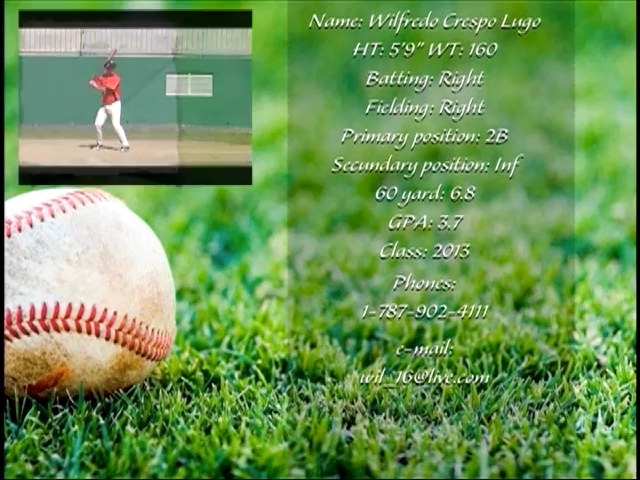 Name: Wilfredo Crespo Lugo
HT: 5'9" WT: 160
Batting: Right
Fielding: Right
Primary position: 2B
Secundary position: Inf
60 yard: 6.8
GPA: 3.7
Class: 2013
Phones:
1-787-902-4111
e-mail:
wil_16@live.com